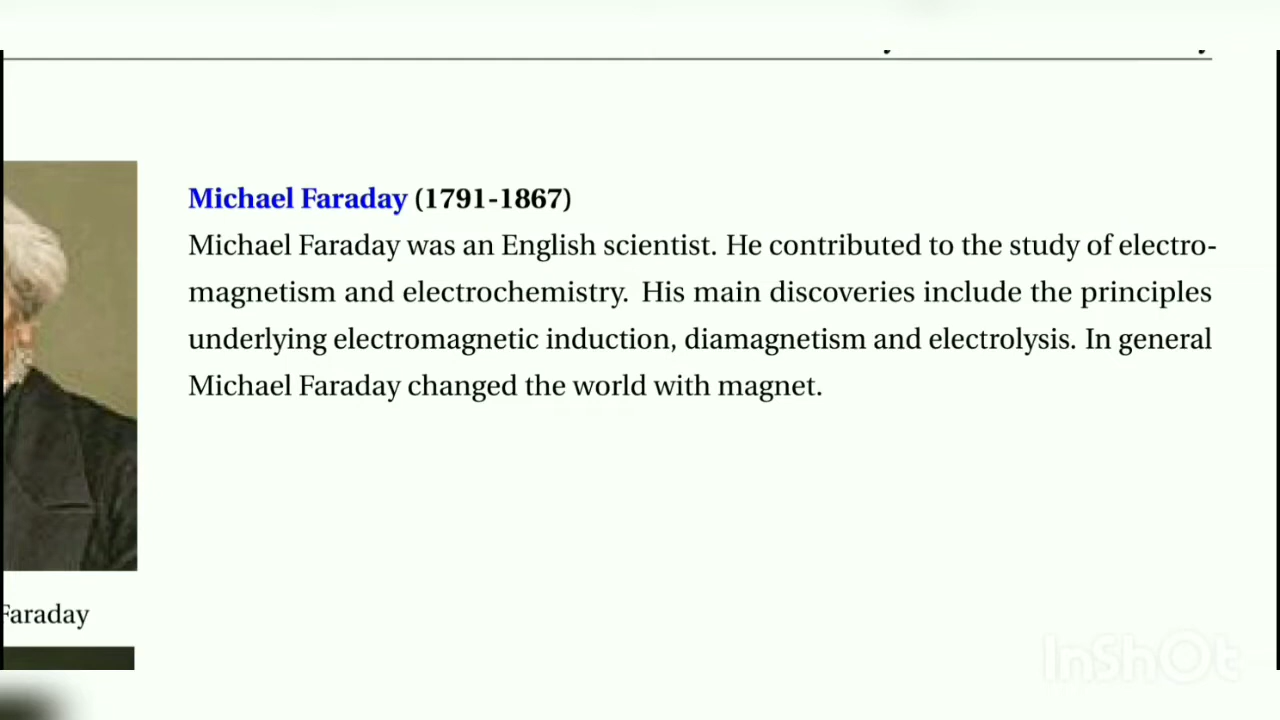 Michael Faraday (1791-1867)
Michael Faraday was an English scientist. He contributed to the study of electro-
magnetism and electrochemistry. His main discoveries include the principles
underlying electromagnetic induction, diamagnetism and electrolysis. In general
Michael Faraday changed the world with magnet.
Faraday
InShOt